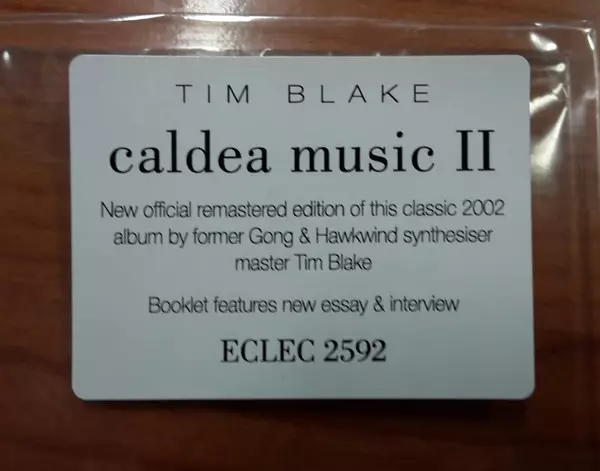 TIM BLAKE
caldea music II
New official remastered edition of this classic 2002
album by former Gong & Hawkwind synthesiser
master Tim Blake
Booklet features new essay & interview
ECLEC 2592